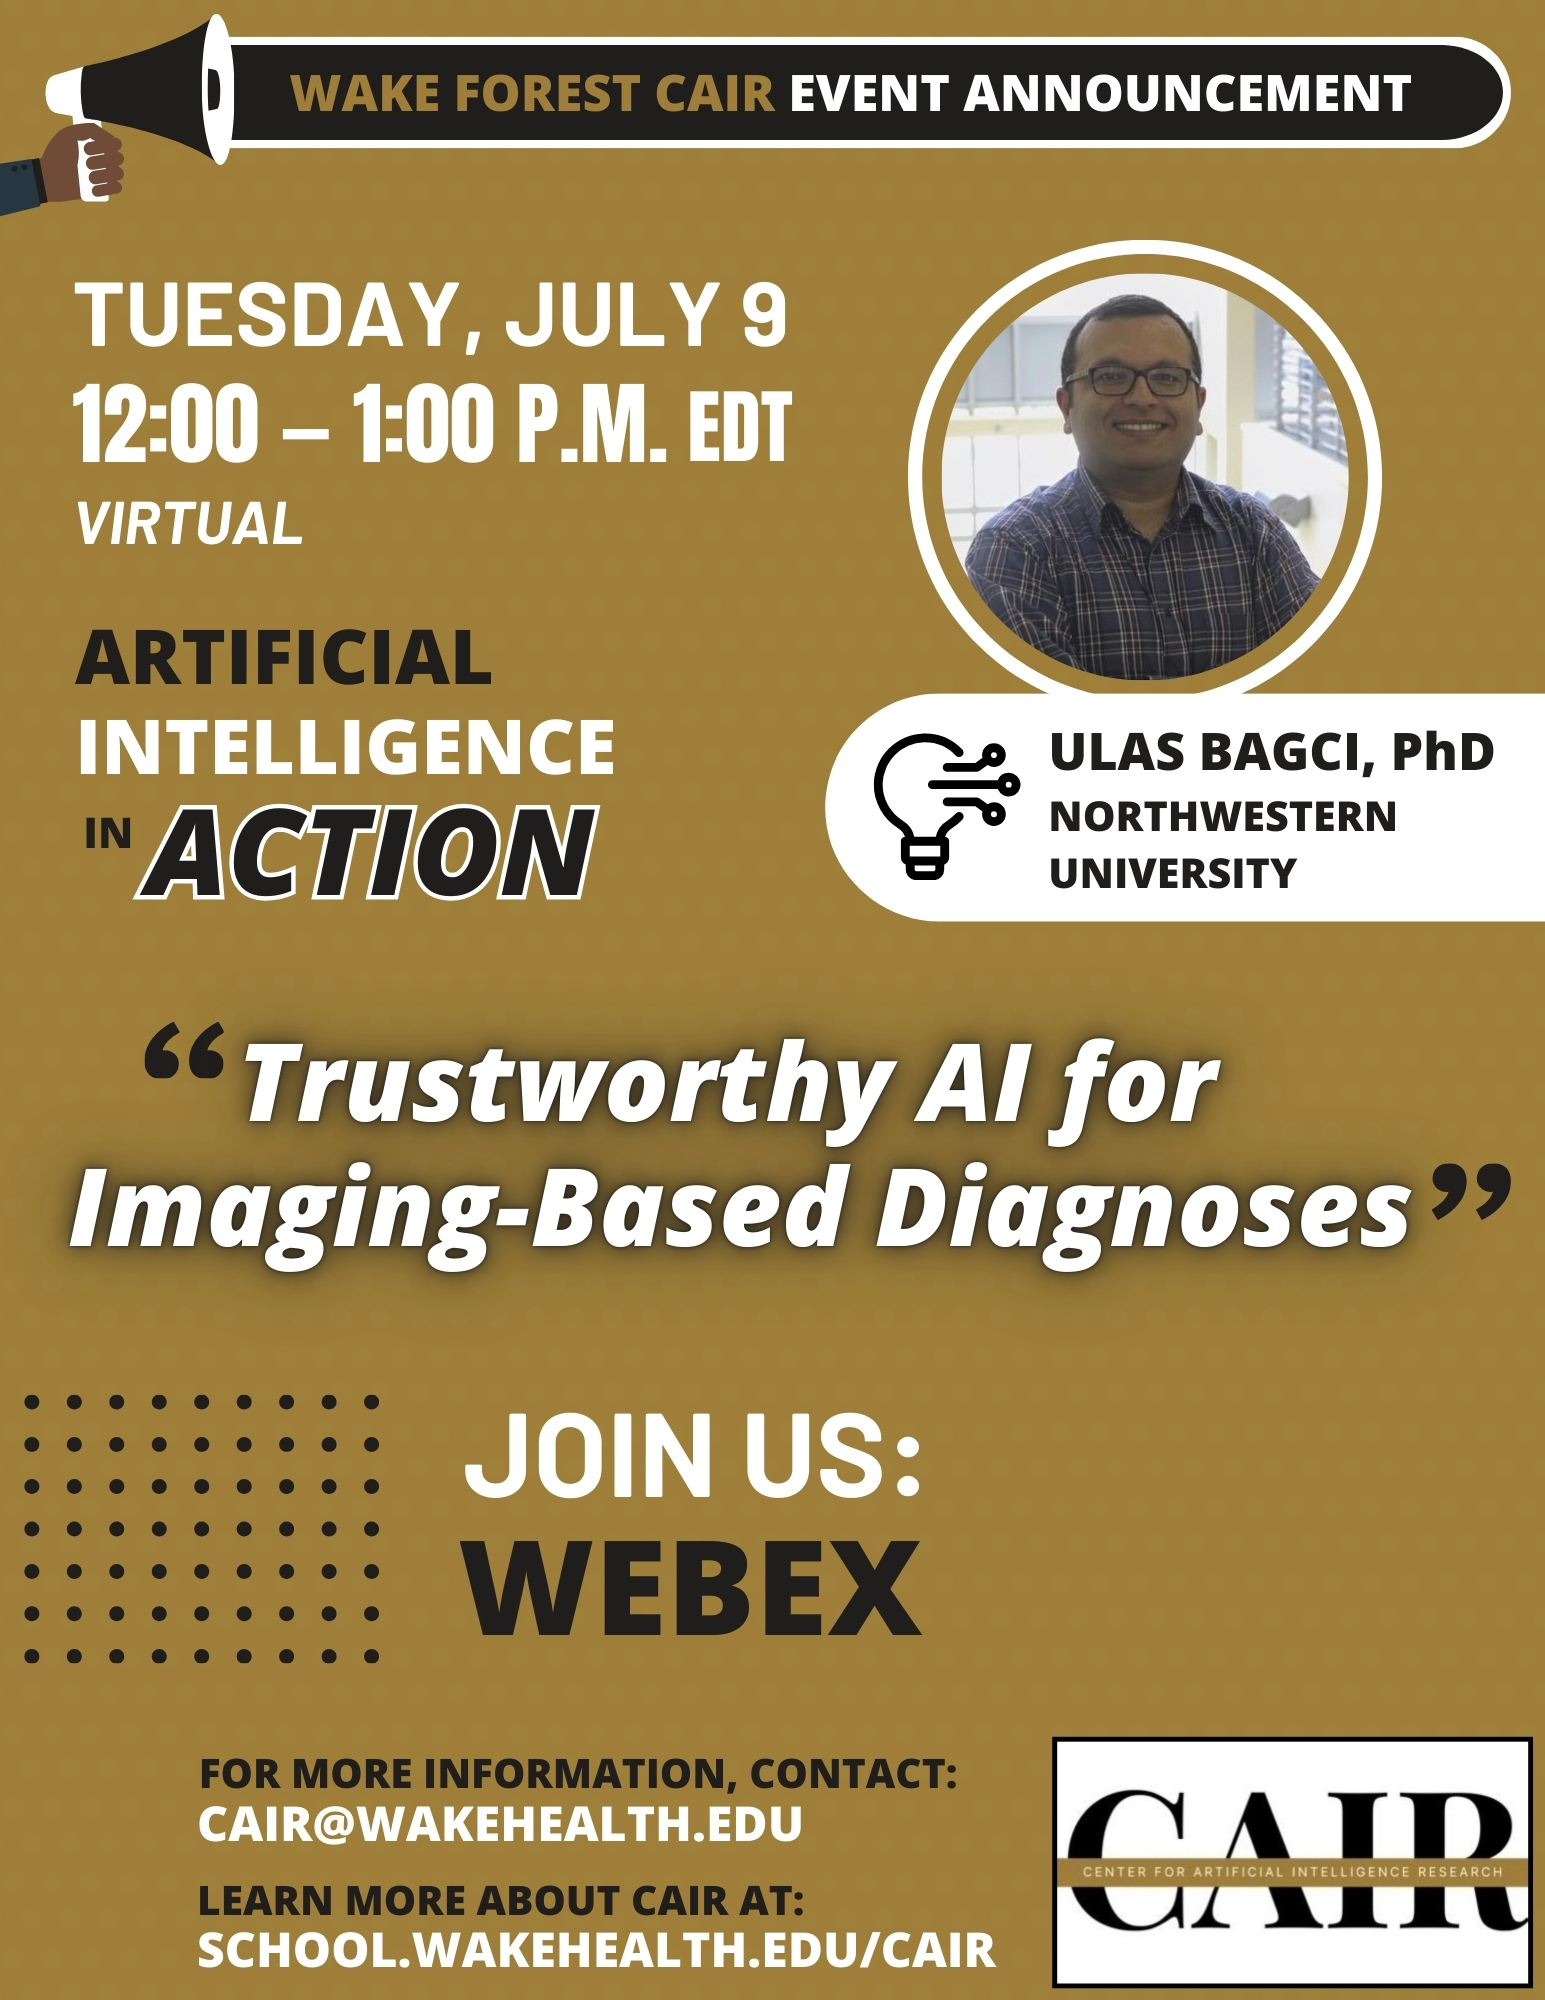 WAKE FOREST CAIR EVENT ANNOUNCEMENT
TUESDAY, JULY 9
12:00 – 1:00 P.M. EDT
VIRTUAL
ARTIFICIAL
INTELLIGENCE
IN ACTION
ULAS BAGCI, PhD
NORTHWESTERN
UNIVERSITY
“Trustworthy AI for
Imaging-Based Diagnoses”
JOIN US:
WEBEX
FOR MORE INFORMATION, CONTACT:
CAIR@WAKEHEALTH.EDU
LEARN MORE ABOUT CAIR AT:
SCHOOL.WAKEHEALTH.EDU/CAIR
CAIR
CENTER FOR ARTIFICIAL INTELLIGENCE RESEARCH